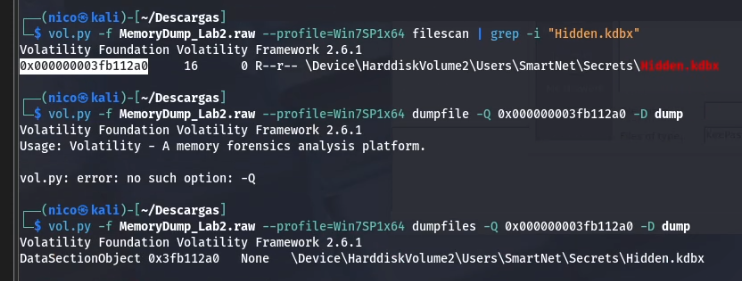 (nico㉿kali)-[~/Descargas]
$ vol.py -f MemoryDump_Lab2.raw --profile=Win7SP1x64 filescan | grep -i "Hidden.kdbx"
Volatility Foundation Volatility Framework 2.6.1
0x000000003fb112a0     16      0 R--r-- \Device\HarddiskVolume2\Users\SmartNet\Secrets\Hidden.kdbx
(nico㉿kali)-[~/Descargas]
$ vol.py -f MemoryDump_Lab2.raw --profile=Win7SP1x64 dumpfile -Q 0x000000003fb112a0 -D dump
Volatility Foundation Volatility Framework 2.6.1
Usage: Volatility - A memory forensics analysis platform.
vol.py: error: no such option: -Q
(nico㉿kali)-[~/Descargas]
$ vol.py -f MemoryDump_Lab2.raw --profile=Win7SP1x64 dumpfiles -Q 0x000000003fb112a0 -D dump
Volatility Foundation Volatility Framework 2.6.1
DataSectionObject 0x3fb112a0   None   \Device\HarddiskVolume2\Users\SmartNet\Secrets\Hidden.kdbx